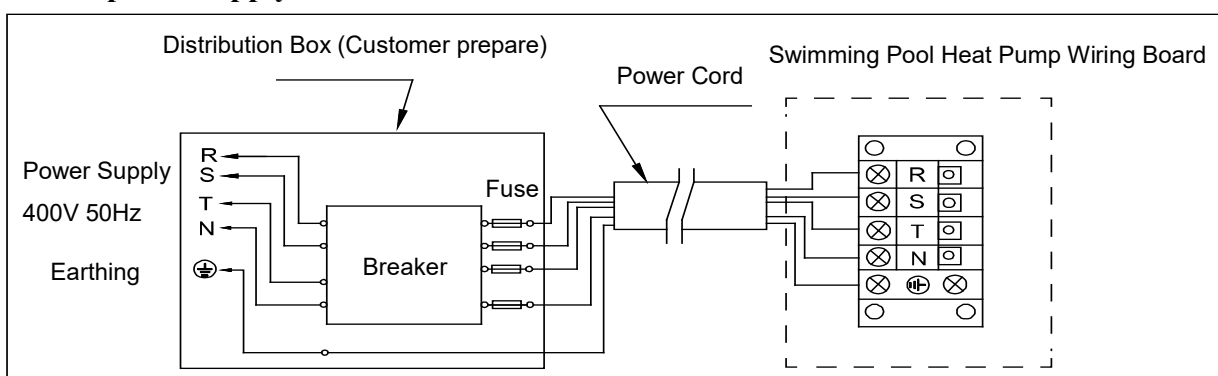 Distribution Box (Customer prepare)
Power Cord
Swimming Pool Heat Pump Wiring Board
Power Supply
400V 50Hz
Earthing
R
S
T
N
Fuse
Breaker
R
S
T
N